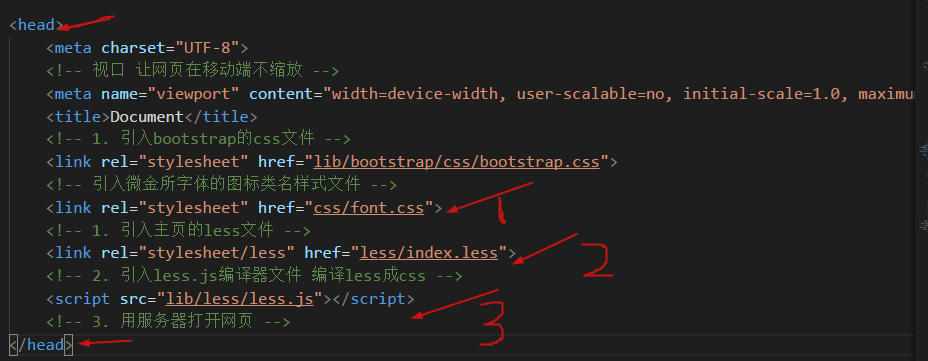 <head>
<meta charset="UTF-8">
<!-- 视口 让网页在移动端不缩放 -->
<meta name="viewport" content="width=device-width, user-scalable=no, initial-scale=1.0, maximu
<title>Document</title>
<!-- 1. 引入bootstrap的css文件 -->
<link rel="stylesheet" href="lib/bootstrap/css/bootstrap.css">
<!-- 引入微金所字体的图标类名样式文件 -->
<link rel="stylesheet" href="css/font.css"> 1
<!-- 1. 引入主页的less文件 -->
<link rel="stylesheet/less" href="less/index.less"> 2
<!-- 2. 引入less.js编译器文件 编译less成css -->
<script src="lib/less/less.js"></script>
<!-- 3. 用服务器打开网页 --> 3
</head>